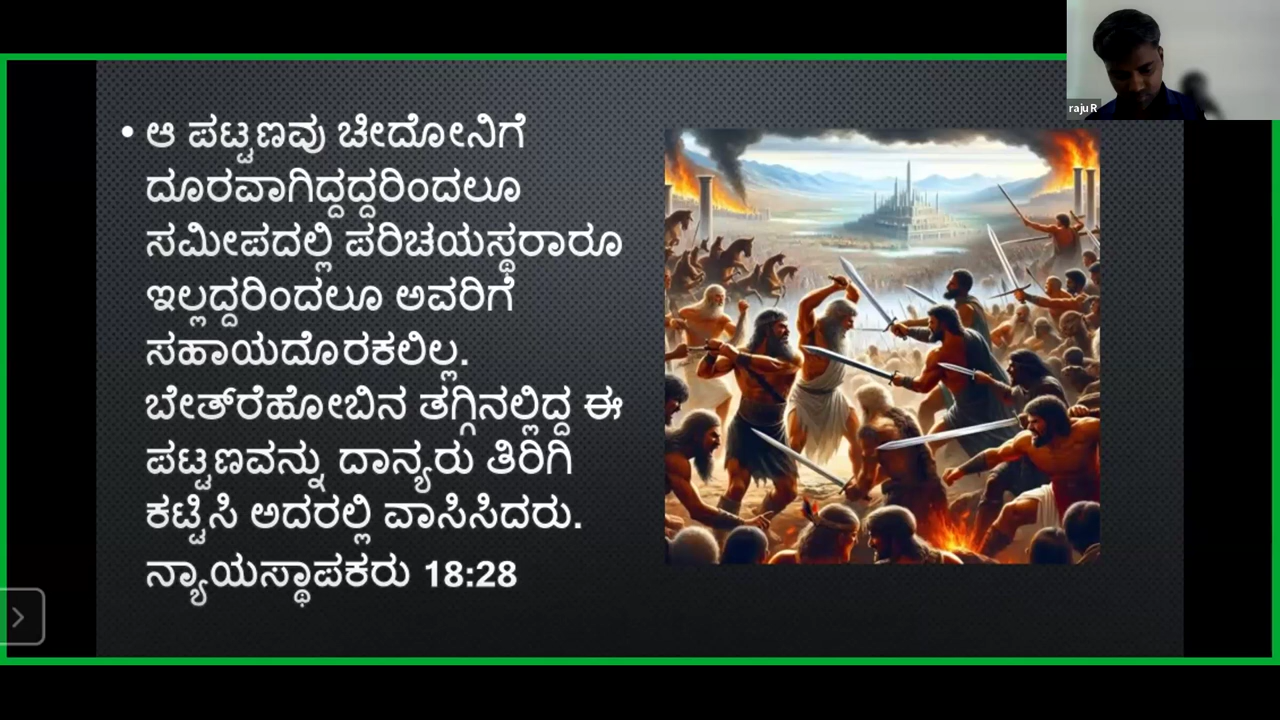 raju R
• ಆ ಪಟ್ಟಣವು ಚೀದೋನಿಗೆ
ದೂರವಾಗಿದ್ದದ್ದರಿಂದಲೂ
ಸಮೀಪದಲ್ಲಿ ಪರಿಚಯಸ್ಥರಾರೂ
ಇಲ್ಲದ್ದರಿಂದಲೂ ಅವರಿಗೆ
ಸಹಾಯದೊರಕಲಿಲ್ಲ.
ಬೇತ್‌ರೆಹೋಬಿನ ತಗ್ಗಿನಲ್ಲಿದ್ದ ಈ
ಪಟ್ಟಣವನ್ನು ದಾನ್ಯರು ತಿರಿಗಿ
ಕಟ್ಟಿಸಿ ಅದರಲ್ಲಿ ವಾಸಿಸಿದರು.
ನ್ಯಾಯಸ್ಥಾಪಕರು 18:28